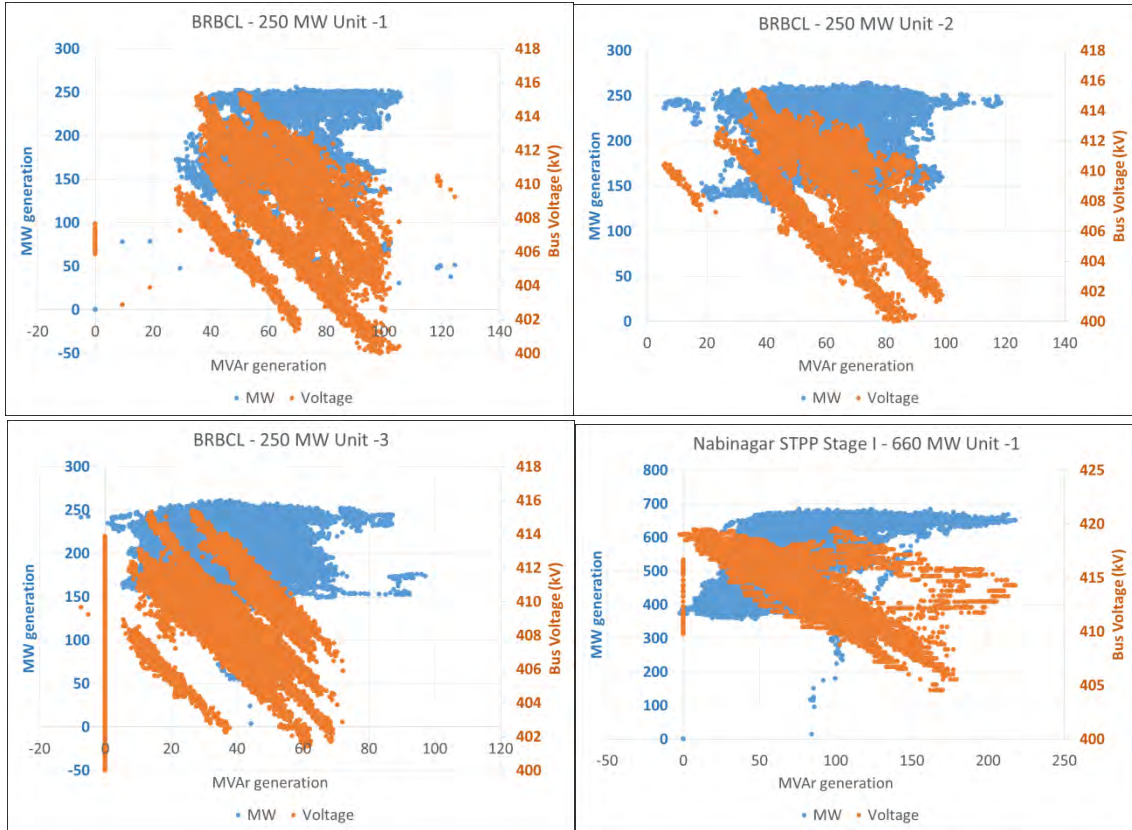 BRBCL - 250 MW Unit -1
300
250
200
150
100
50
0
-50
MW generation
418
416
414
412
410
408
406
404
402
400
Bus Voltage (kV)
-20 0 20 40 60 80 100 120 140
MVAr generation
MW Voltage
BRBCL - 250 MW Unit -2
300
250
200
150
100
50
0
MW generation
418
416
414
412
410
408
406
404
402
400
Bus Voltage (kV)
0 20 40 60 80 100 120 140
MVAr generation
MW Voltage
BRBCL - 250 MW Unit -3
300
250
200
150
100
50
0
-50
MW generation
418
416
414
412
410
408
406
404
402
400
Bus Voltage (kV)
-20 0 20 40 60 80 100 120
MVAr generation
MW Voltage
Nabinagar STPP Stage I - 660 MW Unit -1
800
700
600
500
400
300
200
100
0
MW generation
425
420
415
410
405
400
Bus Voltage (kV)
-50 0 50 100 150 200 250
MVAr generation
MW Voltage